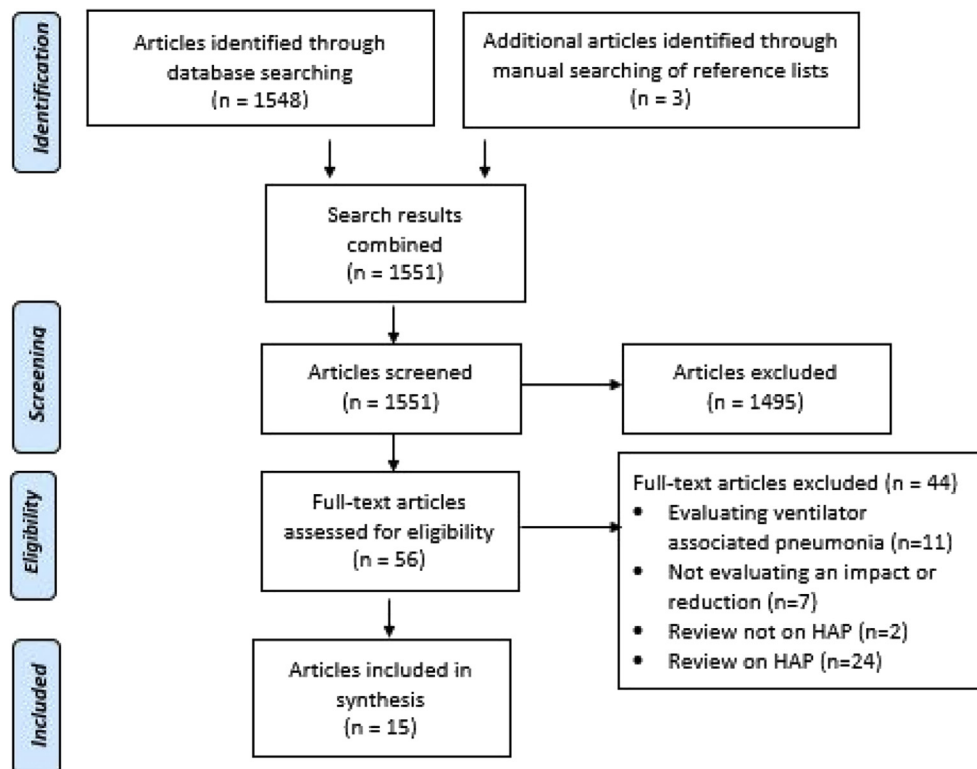 Identification
Articles identified through
database searching
(n = 1548)
Additional articles identified through
manual searching of reference lists
(n = 3)
Search results
combined
(n = 1551)
Screening
Articles screened
(n = 1551)
Articles excluded
(n = 1495)
Eligibility
Full-text articles
assessed for eligibility
(n = 56)
Full-text articles excluded (n = 44)
• Evaluating ventilator
associated pneumonia (n=11)
• Not evaluating an impact or
reduction (n=7)
• Review not on HAP (n=2)
• Review on HAP (n=24)
Included
Articles included in
synthesis
(n = 15)